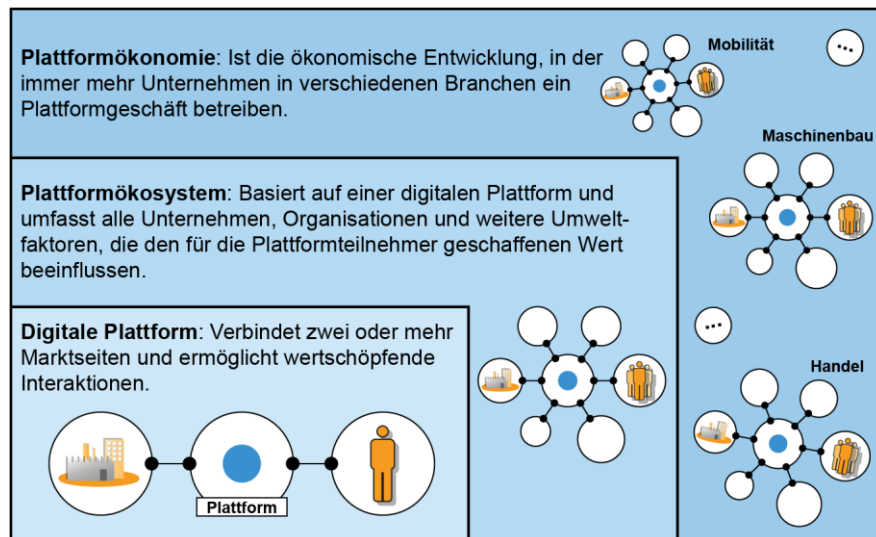 Plattformökonomie: Ist die ökonomische Entwicklung, in der
immer mehr Unternehmen in verschiedenen Branchen ein
Plattformgeschäft betreiben.
Mobilität
...
Maschinenbau
Plattformökosystem: Basiert auf einer digitalen Plattform und
umfasst alle Unternehmen, Organisationen und weitere Umwelt-
faktoren, die den für die Plattformteilnehmer geschaffenen Wert
beeinflussen.
...
Handel
Digitale Plattform: Verbindet zwei oder mehr
Marktseiten und ermöglicht wertschöpfende
Interaktionen.
Plattform